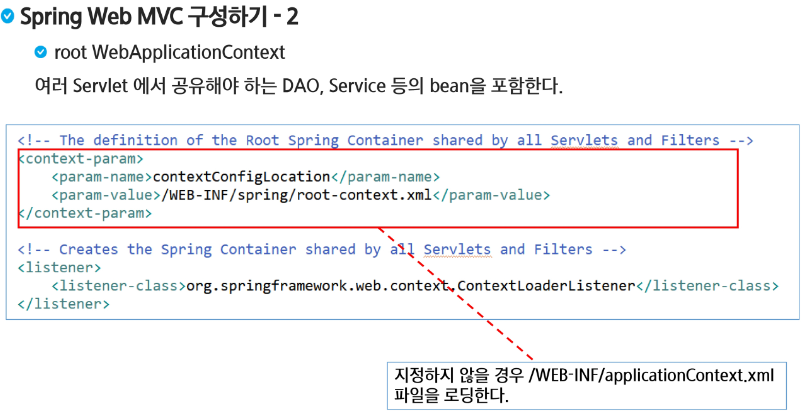 Spring Web MVC 구성하기 - 2
root WebApplicationContext
여러 Servlet 에서 공유해야 하는 DAO, Service 등의 bean을 포함한다.
<!-- The definition of the Root Spring Container shared by all Servlets and Filters -->
<context-param>
<param-name>contextConfigLocation</param-name>
<param-value>/WEB-INF/spring/root-context.xml</param-value>
</context-param>
<!-- Creates the Spring Container shared by all Servlets and Filters -->
<listener>
<listener-class>org.springframework.web.context.ContextLoaderListener</listener-class>
</listener>
지정하지 않을 경우 /WEB-INF/applicationContext.xml
파일을 로딩한다.